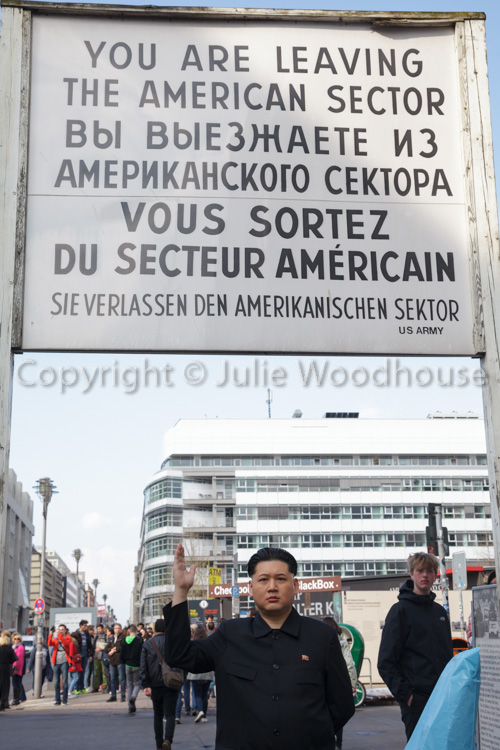 YOU ARE LEAVING
THE AMERICAN SECTOR
ВЫ ВЫЕЗЖАЕТЕ ИЗ
АМЕРИКАНСКОГО СЕКТОРА
VOUS SORTEZ
DU SECTEUR AMÉRICAIN
SIE VERLASSEN DEN AMERIKANISCHEN SEKTOR
US ARMY
Copyright © Julie Woodhouse
BlackBox